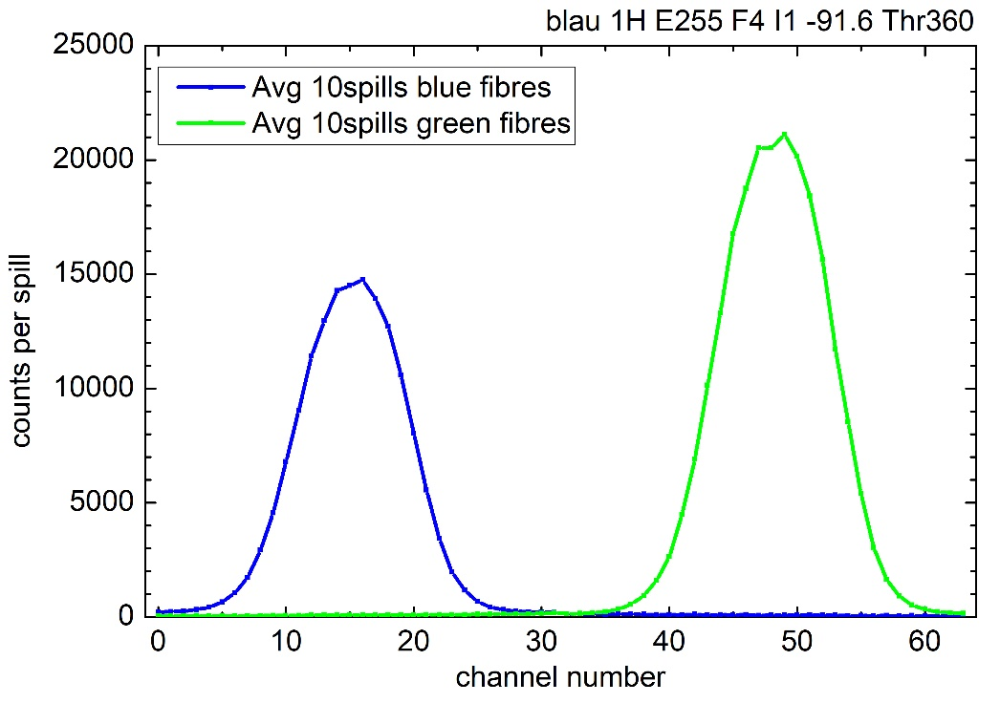 blau 1H E255 F4 I1 -91.6 Thr360
25000
20000
15000
10000
5000
0
counts per spill
Avg 10spills blue fibres
Avg 10spills green fibres
0 10 20 30 40 50 60
channel number